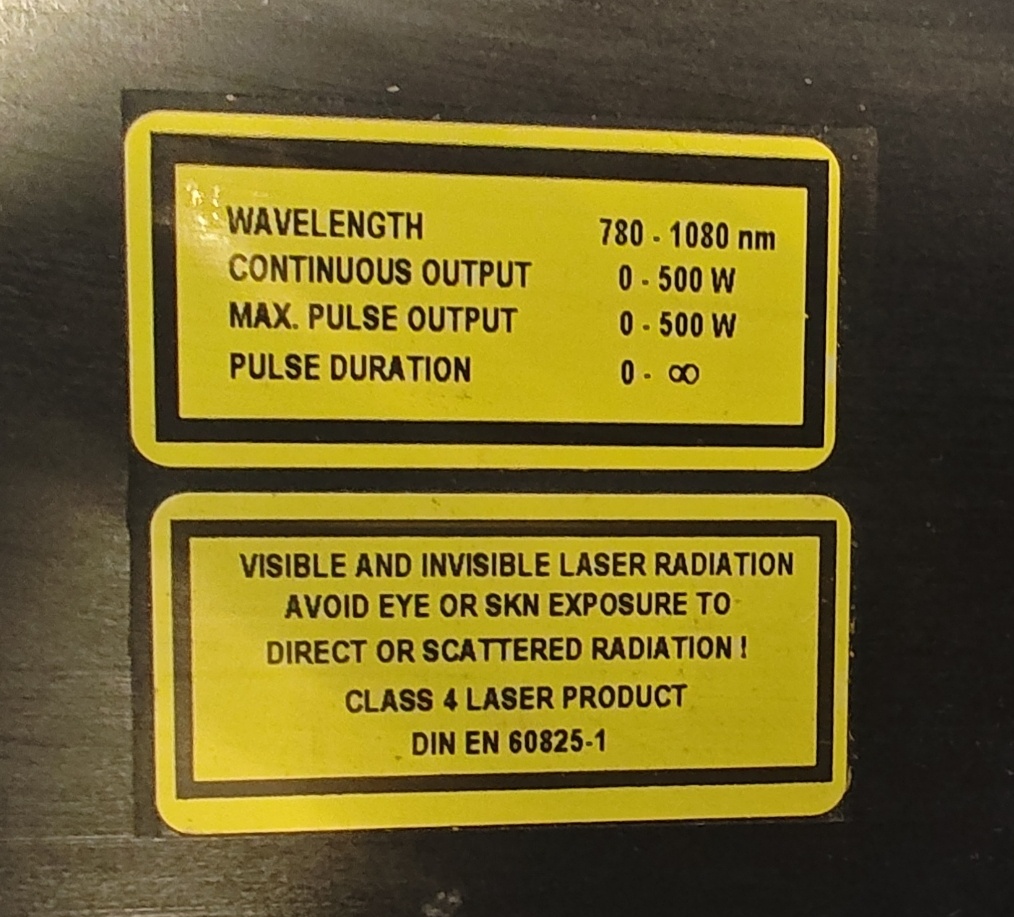 WAVELENGTH 780 - 1080 nm
CONTINUOUS OUTPUT 0 - 500 W
MAX. PULSE OUTPUT 0 - 500 W
PULSE DURATION 0 - ∞
VISIBLE AND INVISIBLE LASER RADIATION
AVOID EYE OR SKN EXPOSURE TO
DIRECT OR SCATTERED RADIATION !
CLASS 4 LASER PRODUCT
DIN EN 60825-1